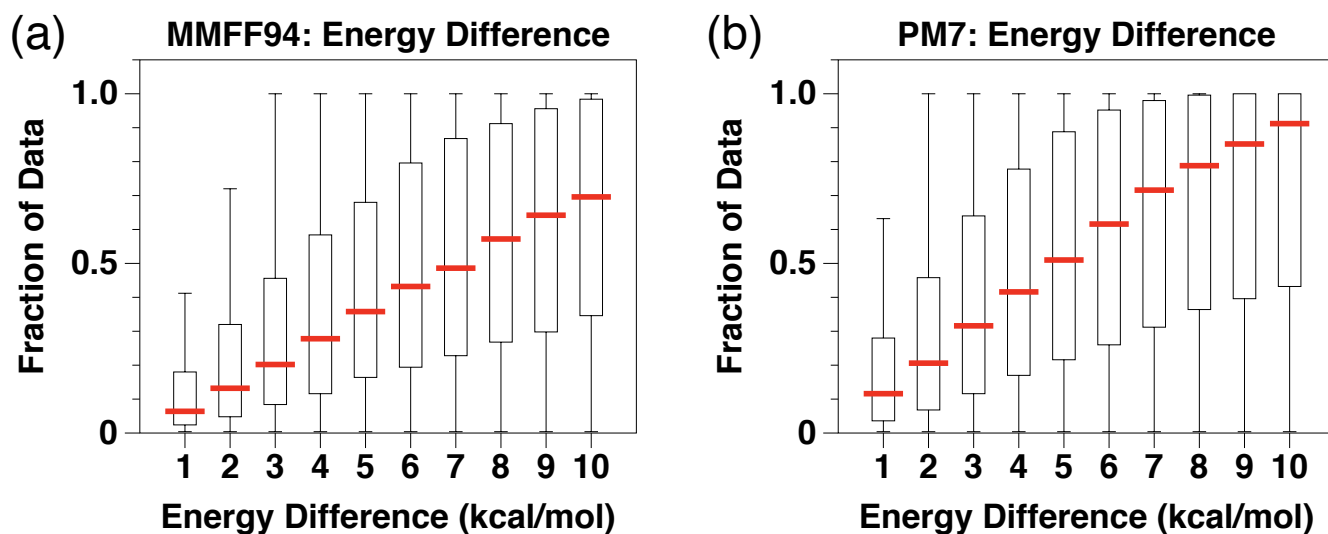 (a)
MMFF94: Energy Difference
Fraction of Data
1.0
0.5
0
1 2 3 4 5 6 7 8 9 10
Energy Difference (kcal/mol)
(b)
PM7: Energy Difference
Fraction of Data
1.0
0.5
0
1 2 3 4 5 6 7 8 9 10
Energy Difference (kcal/mol)